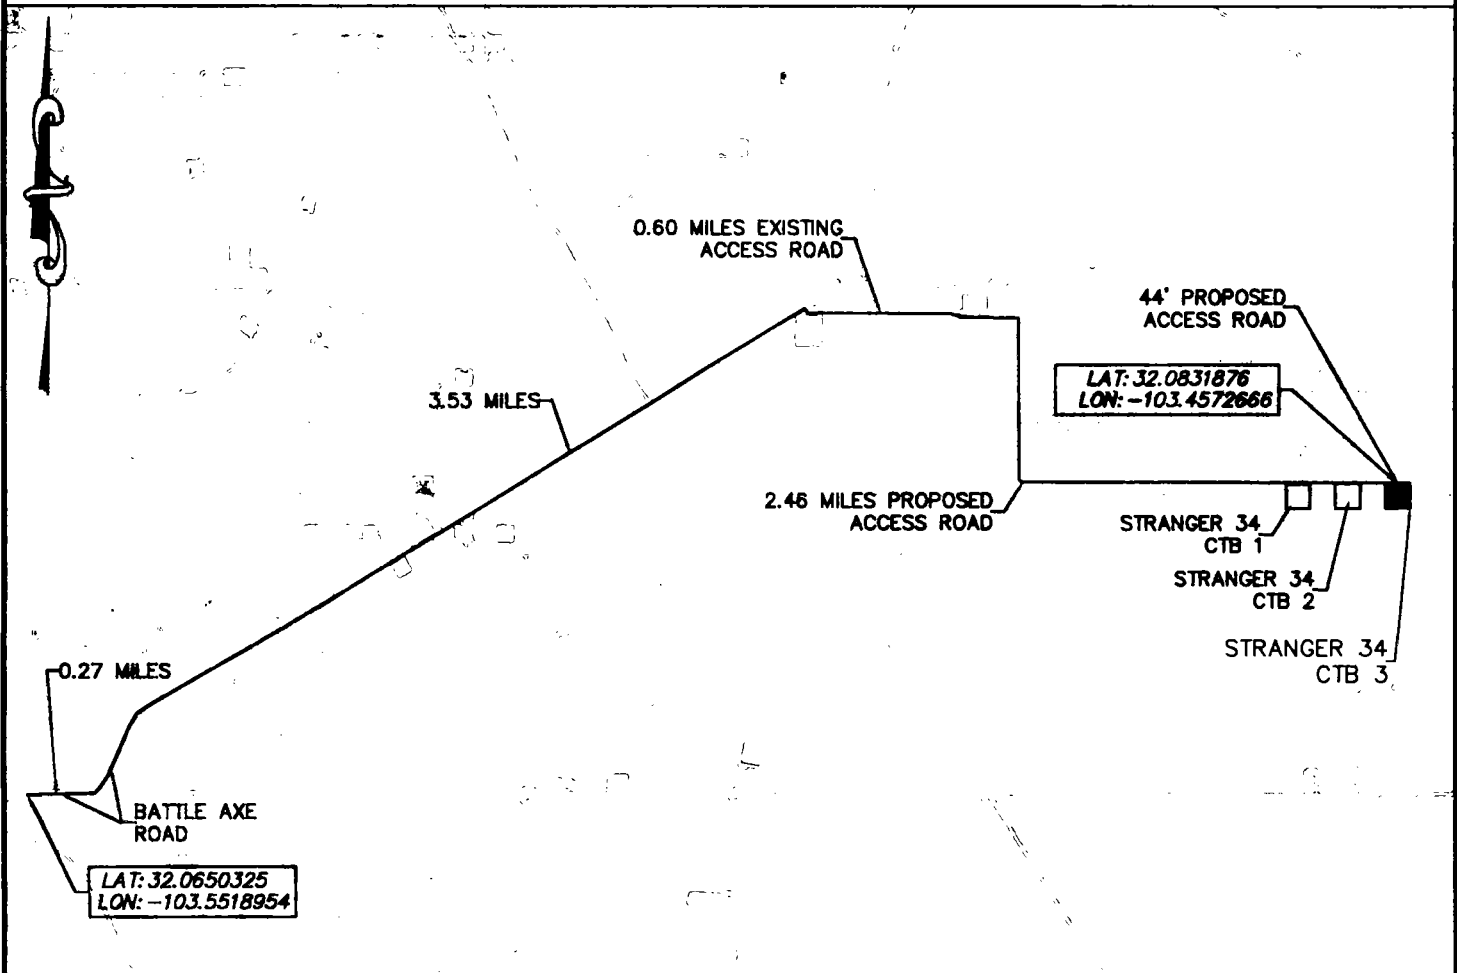 0.60 MILES EXISTING
ACCESS ROAD
44' PROPOSED
ACCESS ROAD
LAT: 32.0831876
LON: -103.4572666
3.53 MILES
2.46 MILES PROPOSED
ACCESS ROAD
STRANGER 34
CTB 1
STRANGER 34
CTB 2
STRANGER 34
CTB 3
0.27 MILES
BATTLE AXE
ROAD
LAT: 32.0650325
LON: -103.5518954